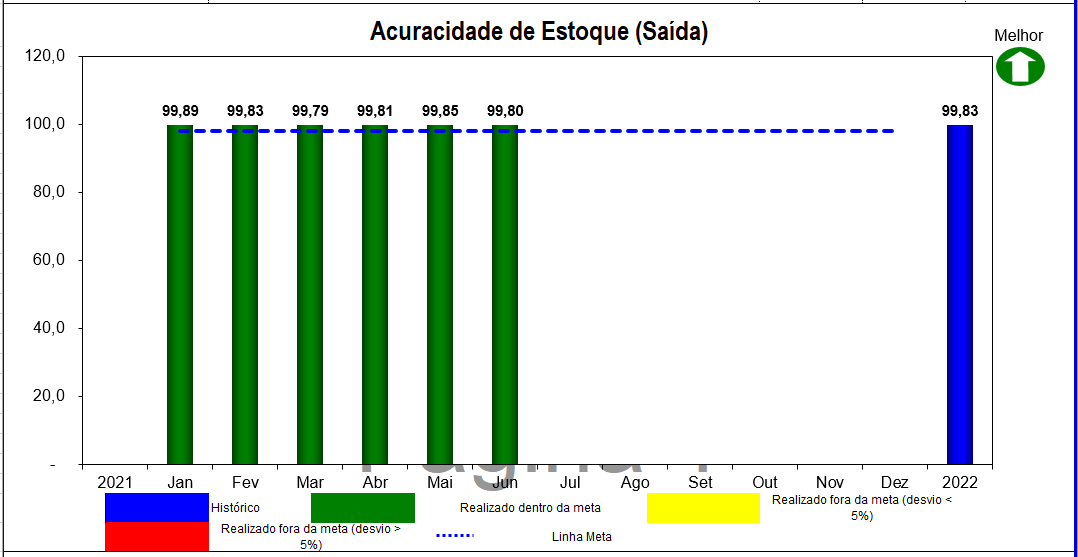 Acuracidade de Estoque (Saída)
Melhor
120,0
100,0
80,0
60,0
40,0
20,0
-
99,89 99,83 99,79 99,81 99,85 99,80 99,83
2021 Jan Fev Mar Abr Mai Jun Jul Ago Set Out Nov Dez 2022
Histórico
Realizado dentro da meta
Realizado fora da meta (desvio <
5%)
Realizado fora da meta (desvio >
5%)
Linha Meta